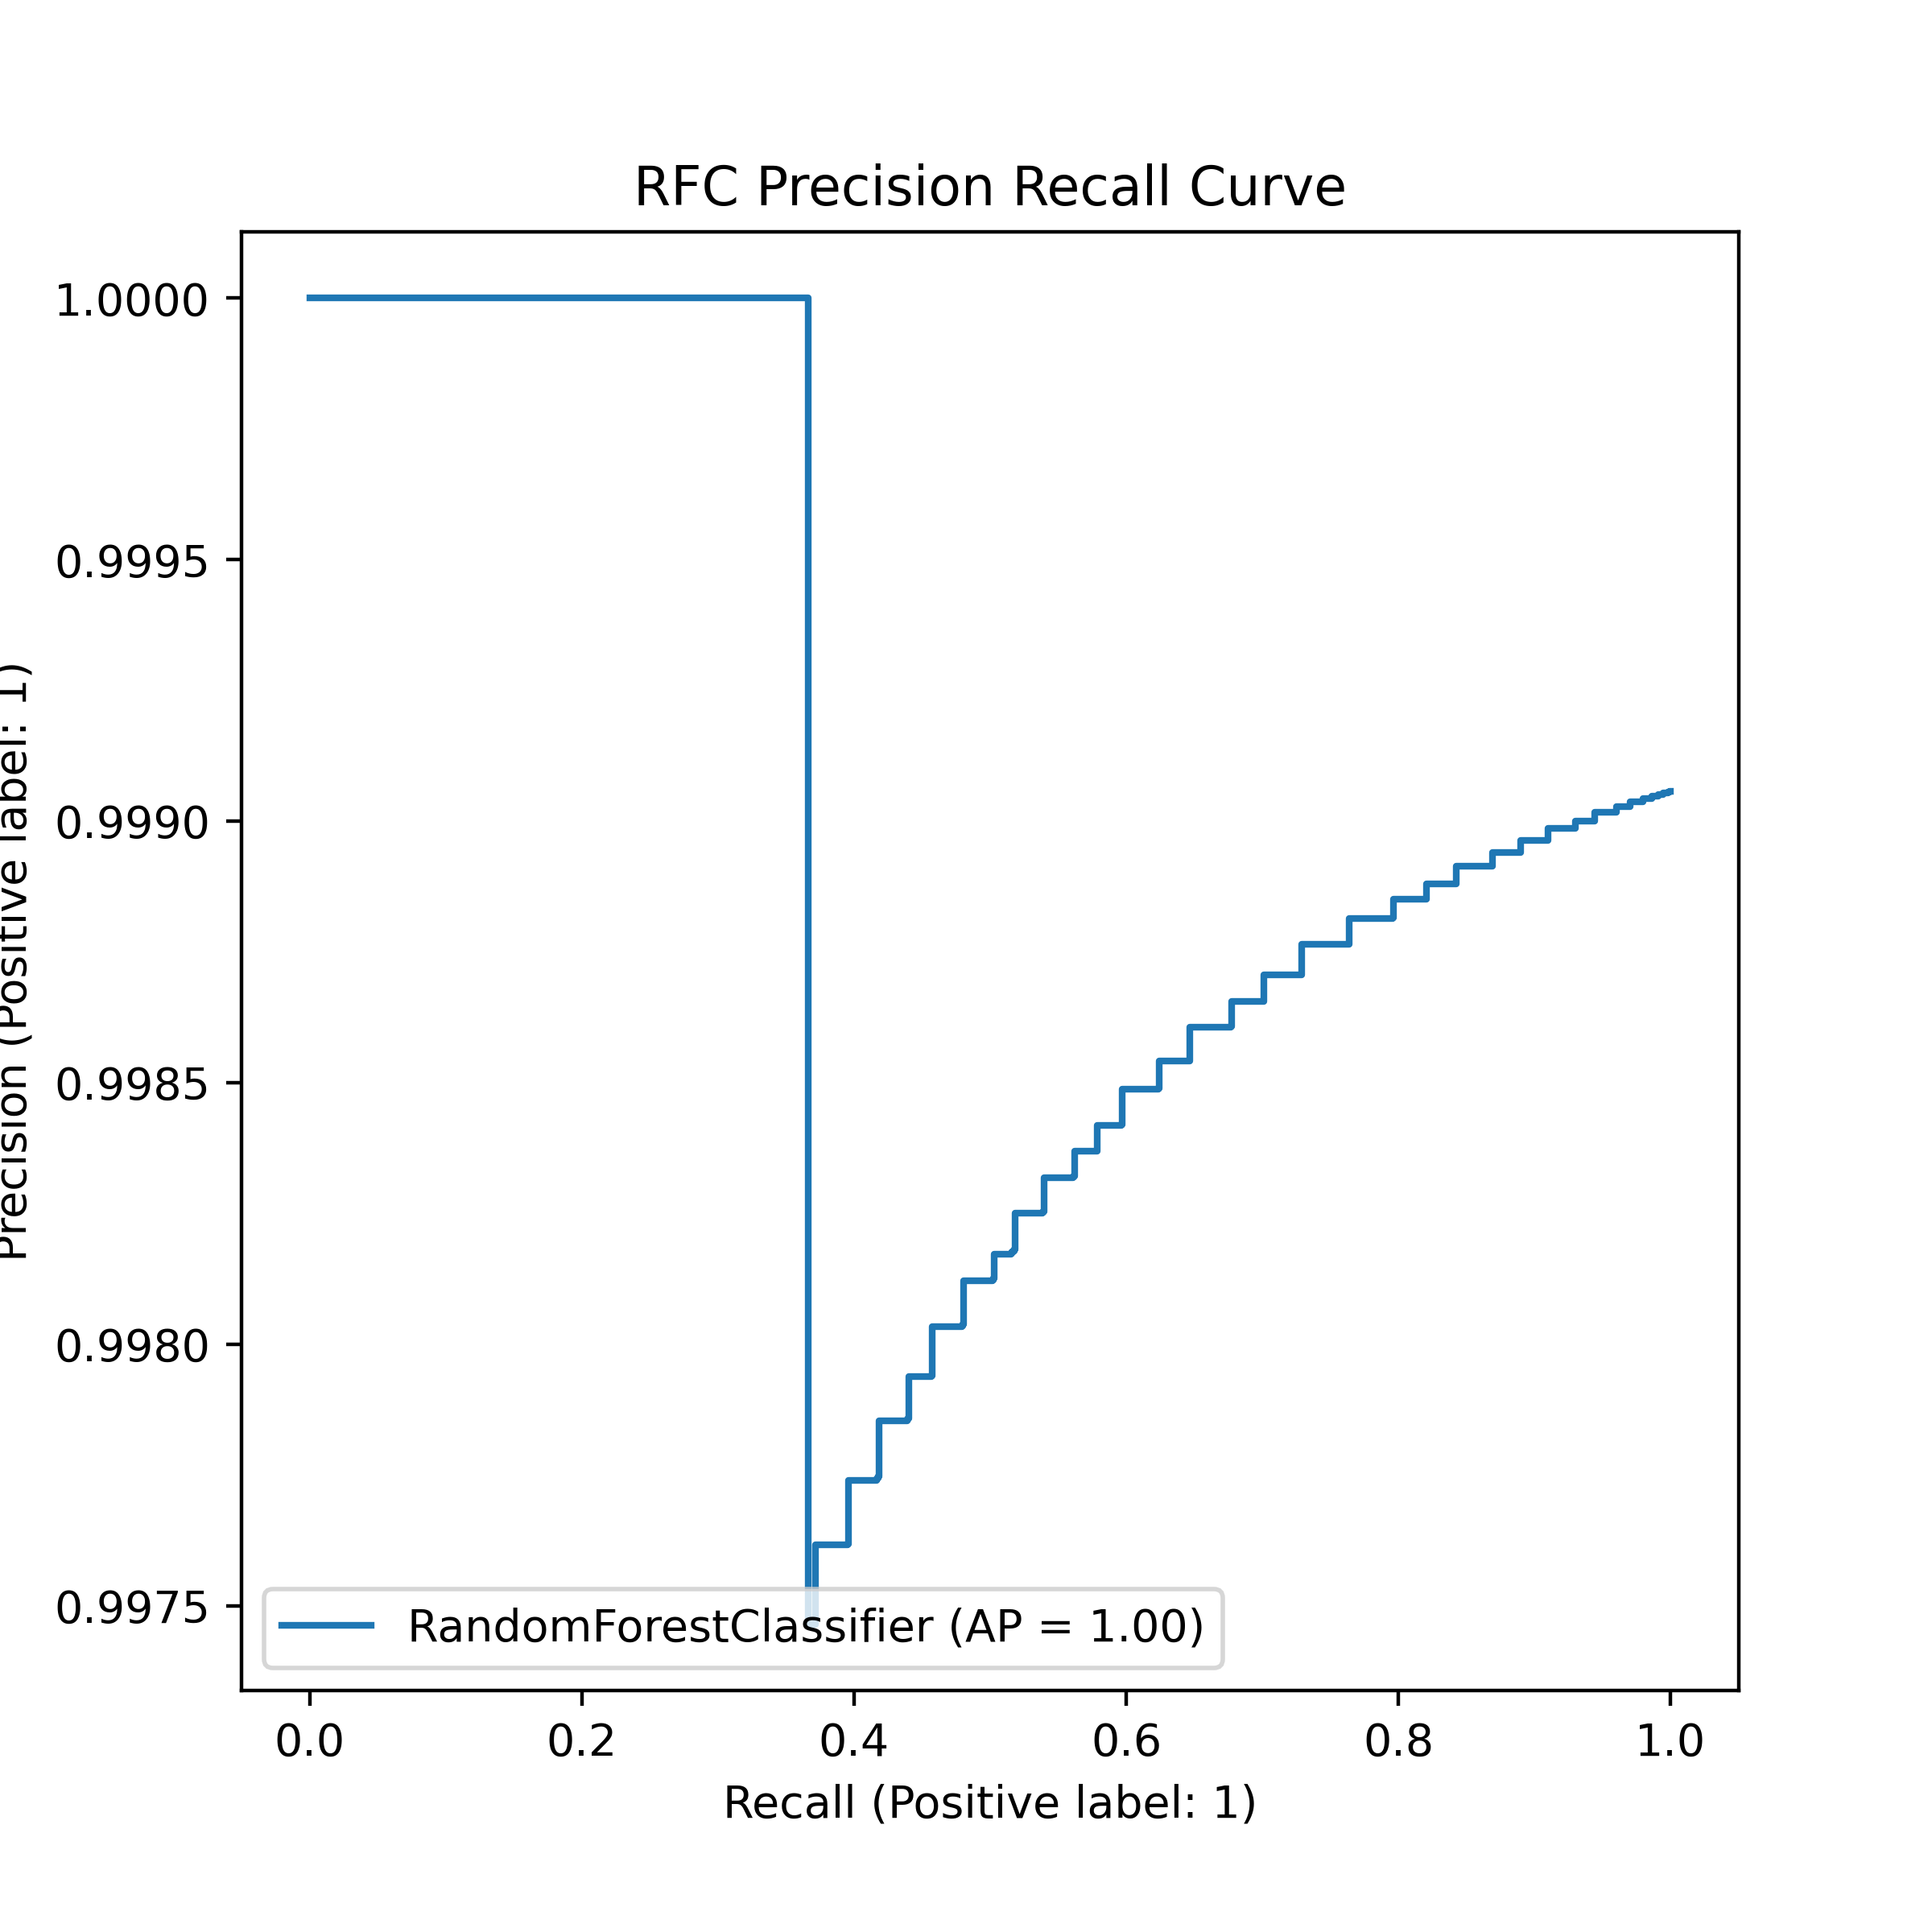 RFC Precision Recall Curve
1.0000
0.9995
0.9990
0.9985
0.9980
0.9975
Precision (Positive label: 1)
RandomForestClassifier (AP = 1.00)
0.0 0.2 0.4 0.6 0.8 1.0
Recall (Positive label: 1)